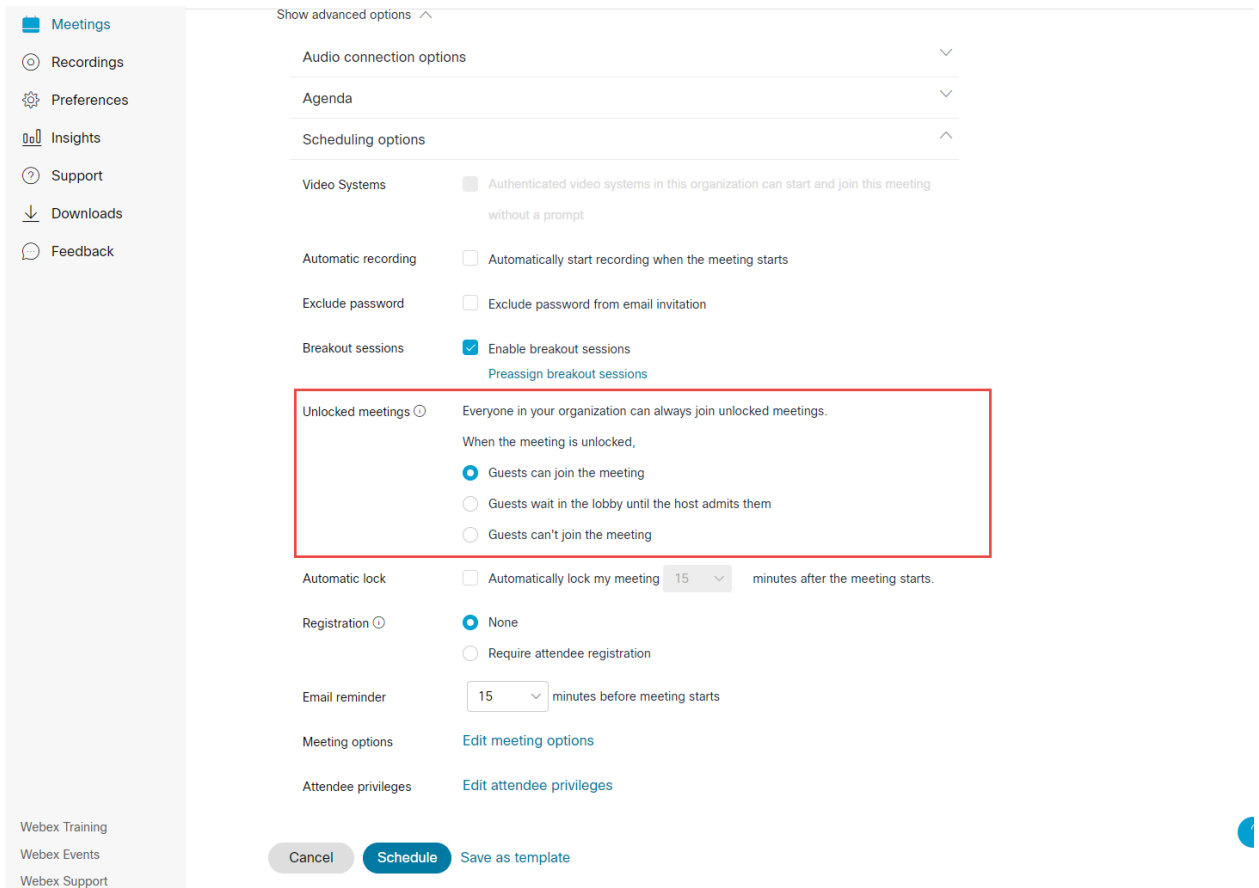 Meetings
Recordings
Preferences
Insights
Support
Downloads
Feedback
Webex Training
Webex Events
Webex Support
Show advanced options
Audio connection options
Agenda
Scheduling options
Video Systems
Authenticated video systems in this organization can start and join this meeting
without a prompt
Automatic recording
Automatically start recording when the meeting starts
Exclude password
Exclude password from email invitation
Breakout sessions
Enable breakout sessions
Preassign breakout sessions
Unlocked meetings
Everyone in your organization can always join unlocked meetings.
When the meeting is unlocked,
Guests can join the meeting
Guests wait in the lobby until the host admits them
Guests can't join the meeting
Automatic lock
Automatically lock my meeting 15 minutes after the meeting starts.
Registration
None
Require attendee registration
Email reminder
15 minutes before meeting starts
Meeting options
Edit meeting options
Attendee privileges
Edit attendee privileges
Cancel
Schedule
Save as template